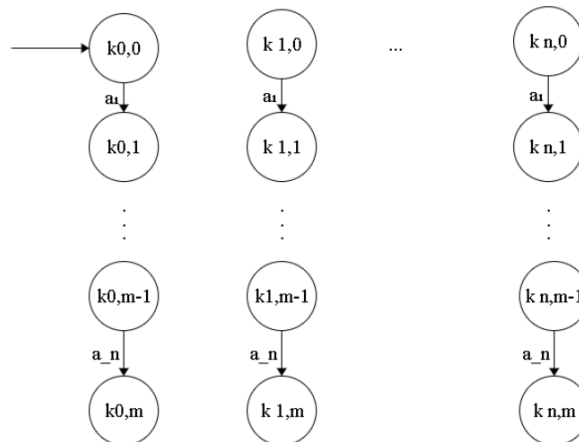 k0,0 k 1,0 ... k n,0
a₁ a₁ a₁
k0,1 k 1,1 k n,1
k0,m-1 k1,m-1 k n,m-1
a_n a_n a_n
k0,m k 1,m k n,m